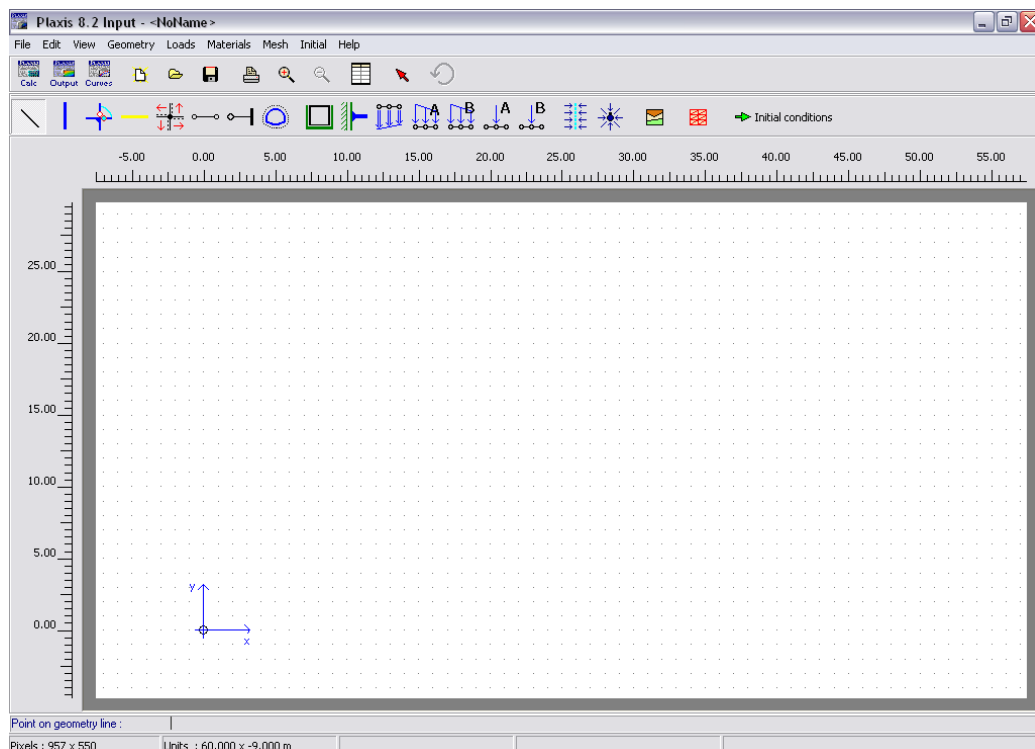 Plaxis 8.2 Input - <NoName>
File Edit View Geometry Loads Materials Mesh Initial Help
Calc Output Curves
A B A B Initial conditions
-5.00 0.00 5.00 10.00 15.00 20.00 25.00 30.00 35.00 40.00 45.00 50.00 55.00
25.00
20.00
15.00
10.00
5.00
y
0.00
x
Point on geometry line :
Pixels : 957 x 550 Units : 60.000 x -9.000 m